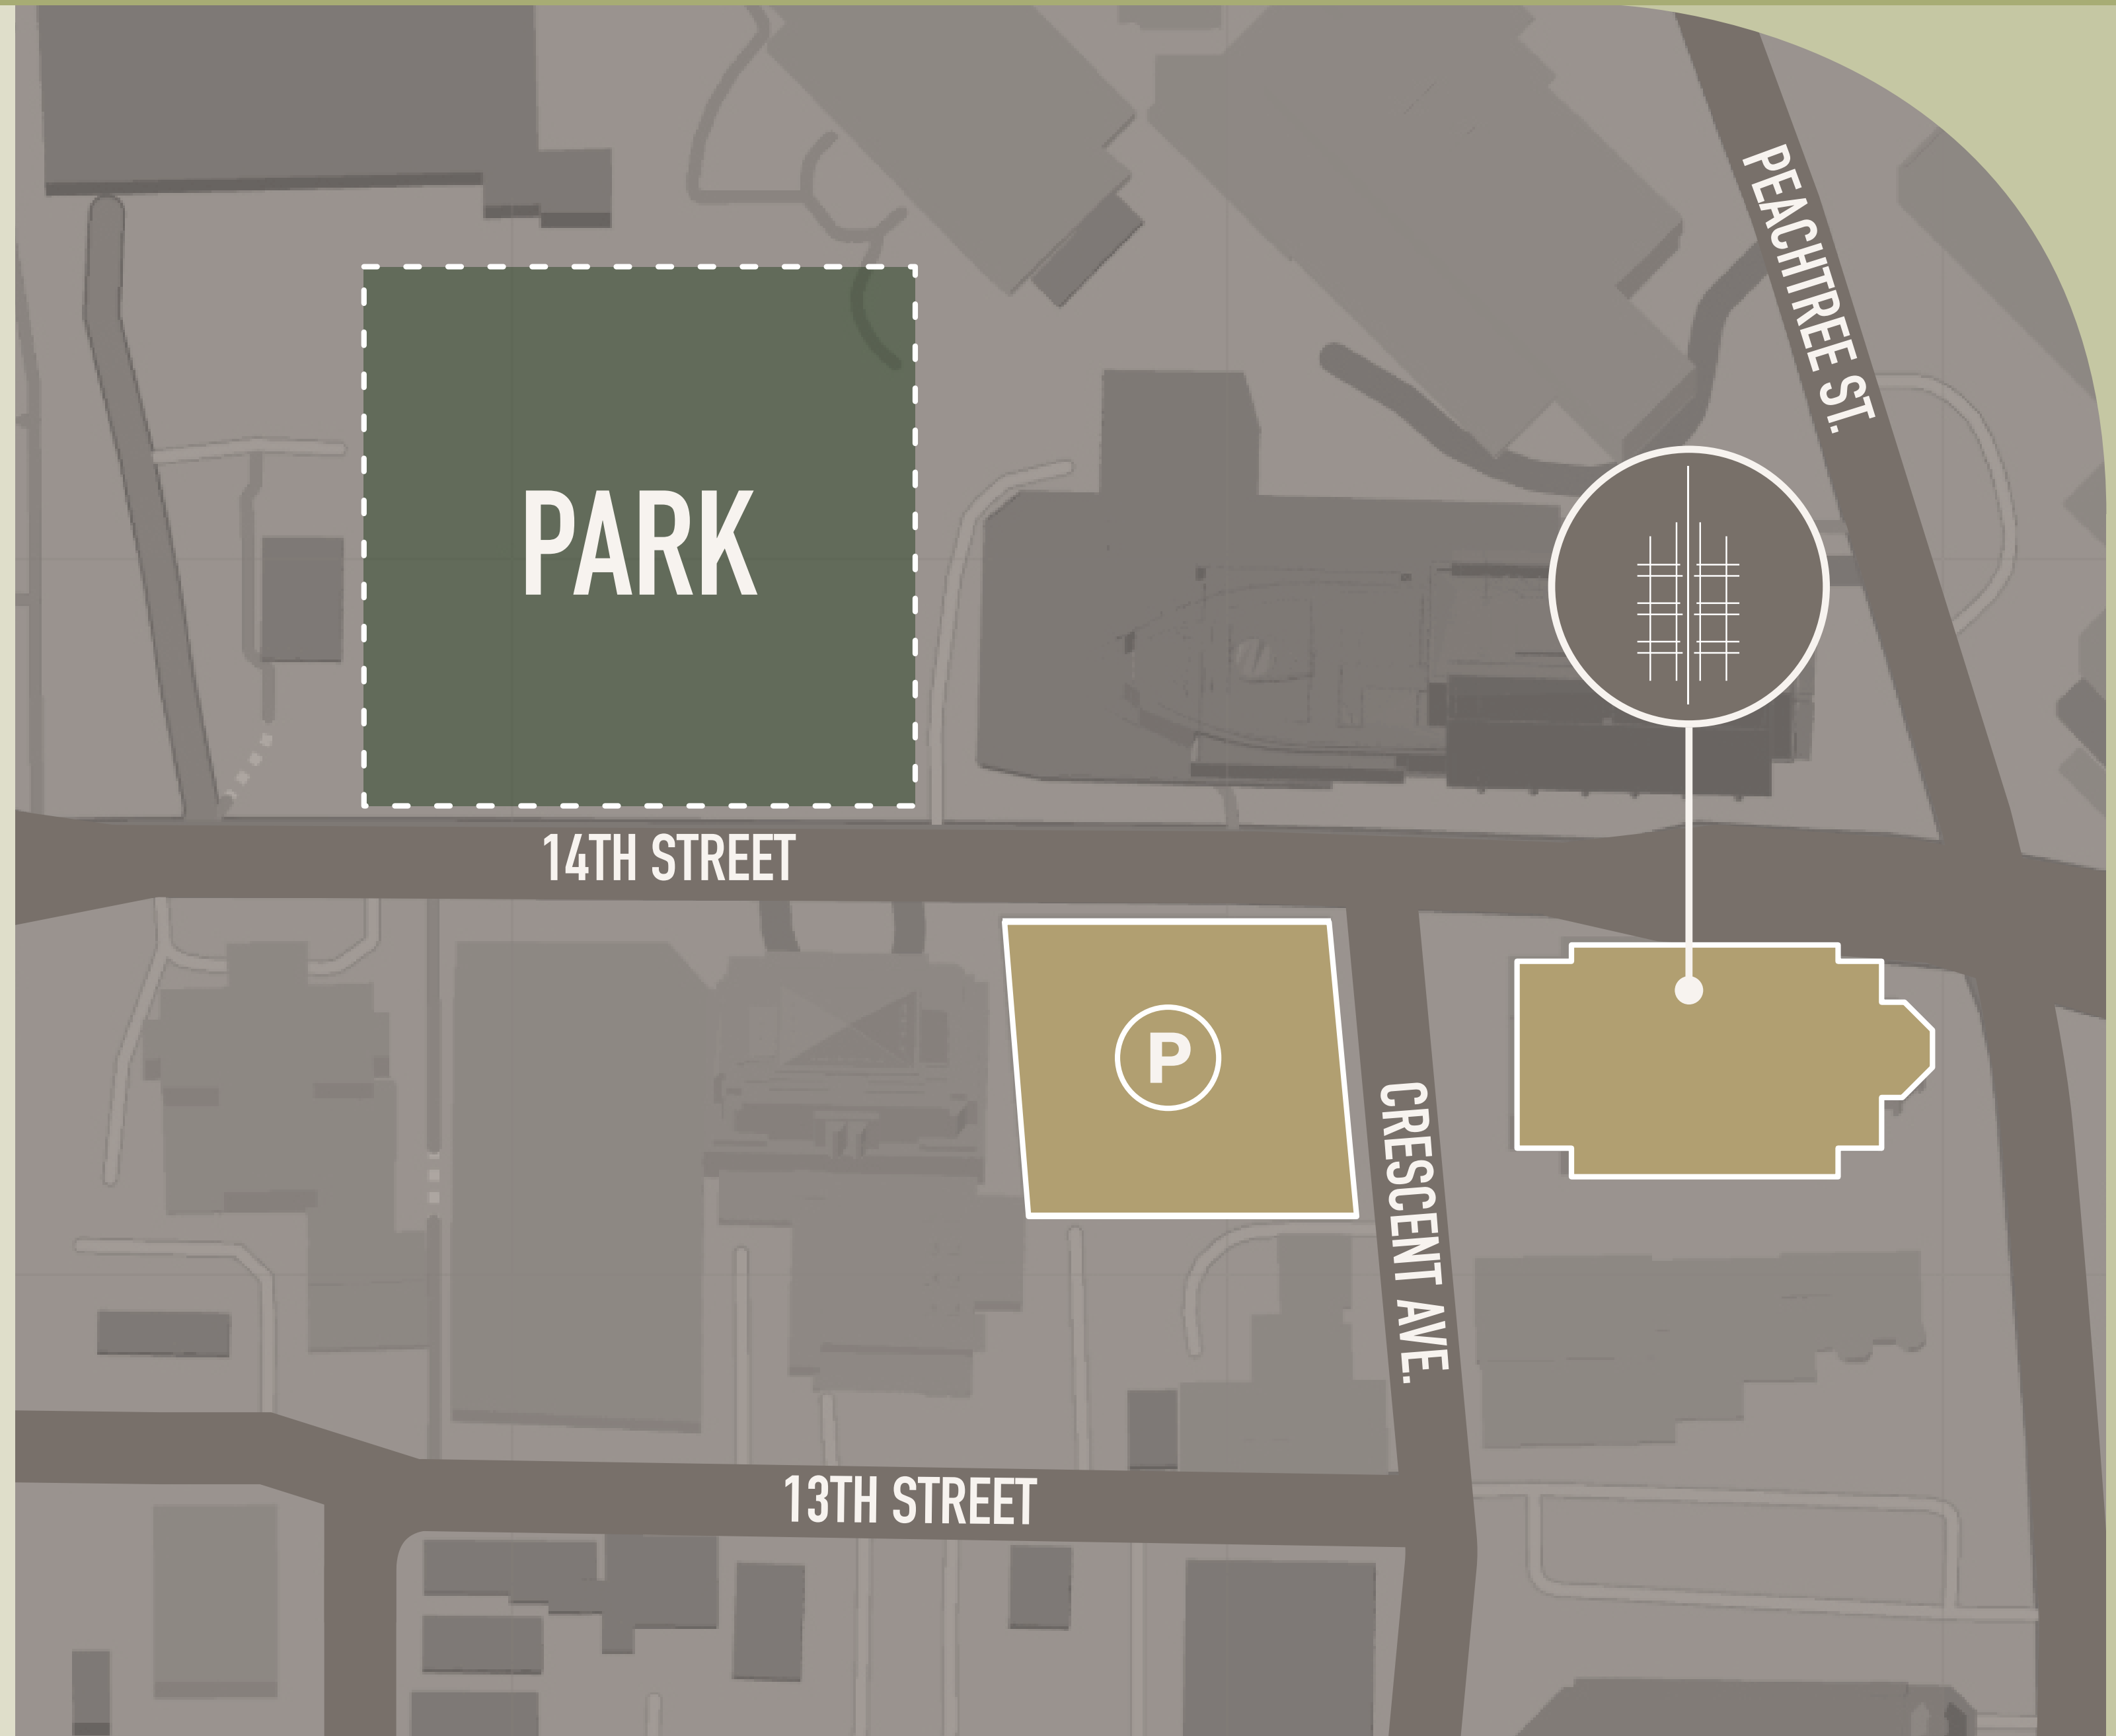 PEACHTREE ST.
PARK
14TH STREET
P
CRESCENT AVE.
13TH STREET